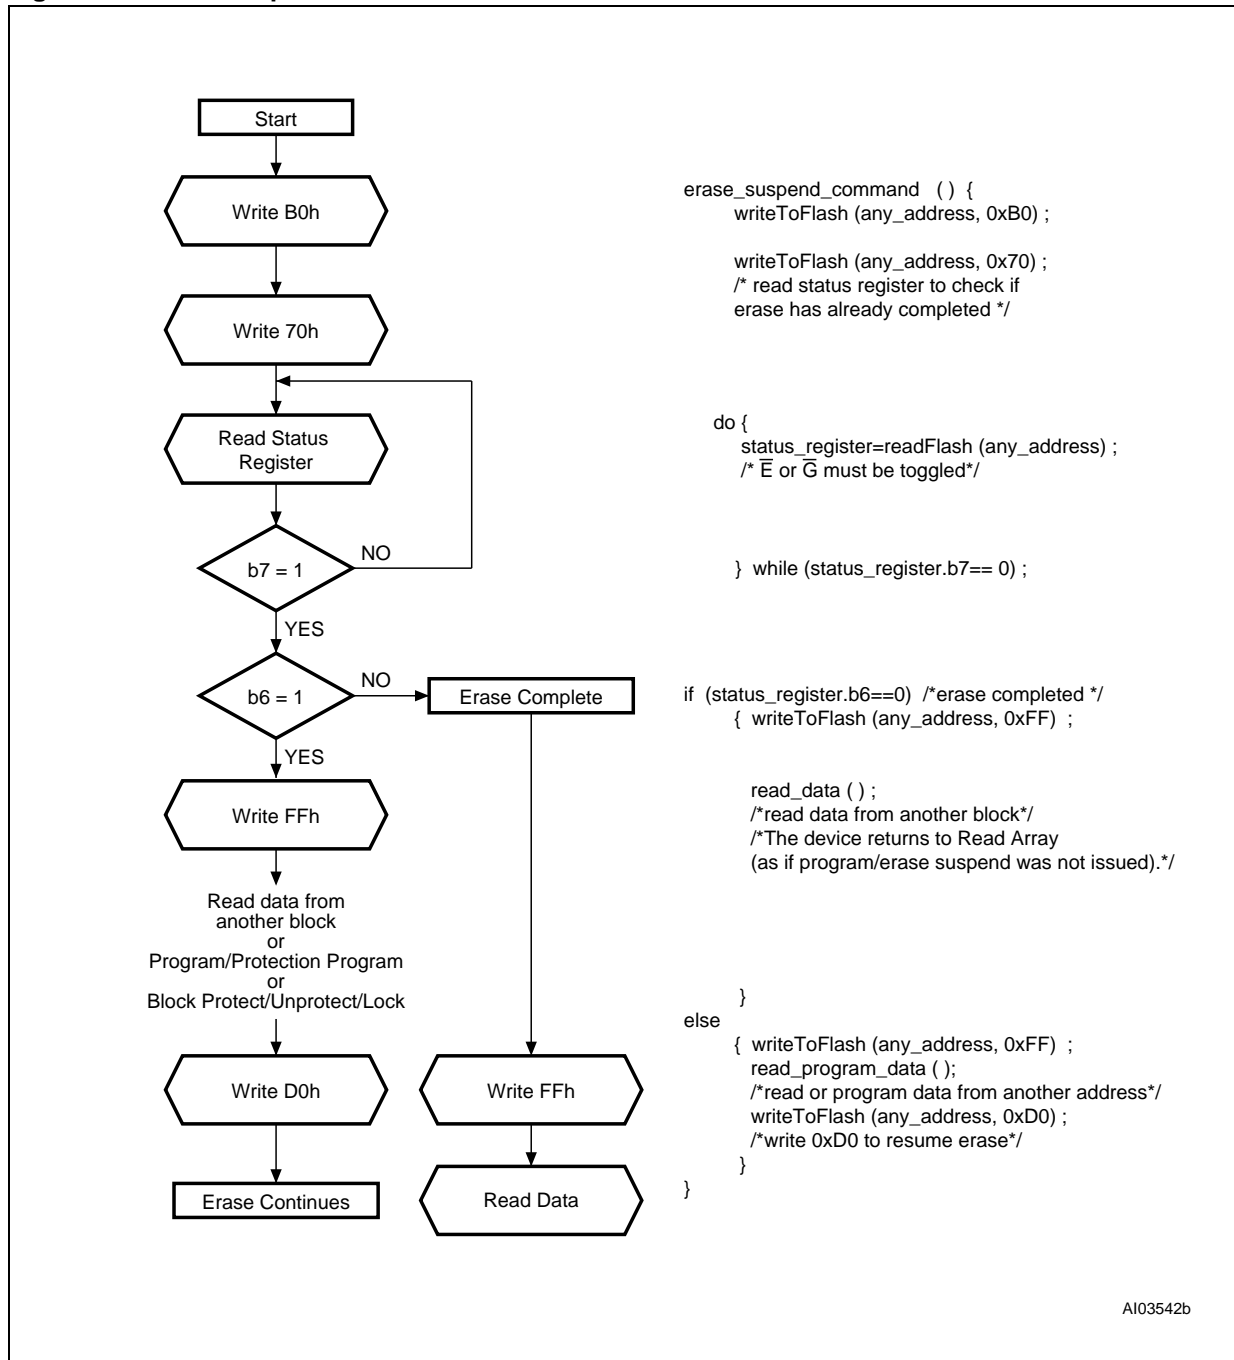 Start
Write B0h
Write 70h
Read Status
Register
NO
b7 = 1
YES
NO
b6 = 1
Erase Complete
YES
Write FFh
Read data from
another block
or
Program/Protection Program
or
Block Protect/Unprotect/Lock
Write D0h
Write FFh
Erase Continues
Read Data
erase_suspend_command ( ) {
writeToFlash (any_address, 0xB0) ;
writeToFlash (any_address, 0x70) ;
/* read status register to check if
erase has already completed */
do {
status_register=readFlash (any_address) ;
/* E̅ or G̅ must be toggled*/
} while (status_register.b7== 0) ;
if (status_register.b6==0) /*erase completed */
{ writeToFlash (any_address, 0xFF) ;
read_data ( ) ;
/*read data from another block*/
/*The device returns to Read Array
(as if program/erase suspend was not issued).*/
}
else
{ writeToFlash (any_address, 0xFF) ;
read_program_data ( );
/*read or program data from another address*/
writeToFlash (any_address, 0xD0) ;
/*write 0xD0 to resume erase*/
}
}
AI03542b